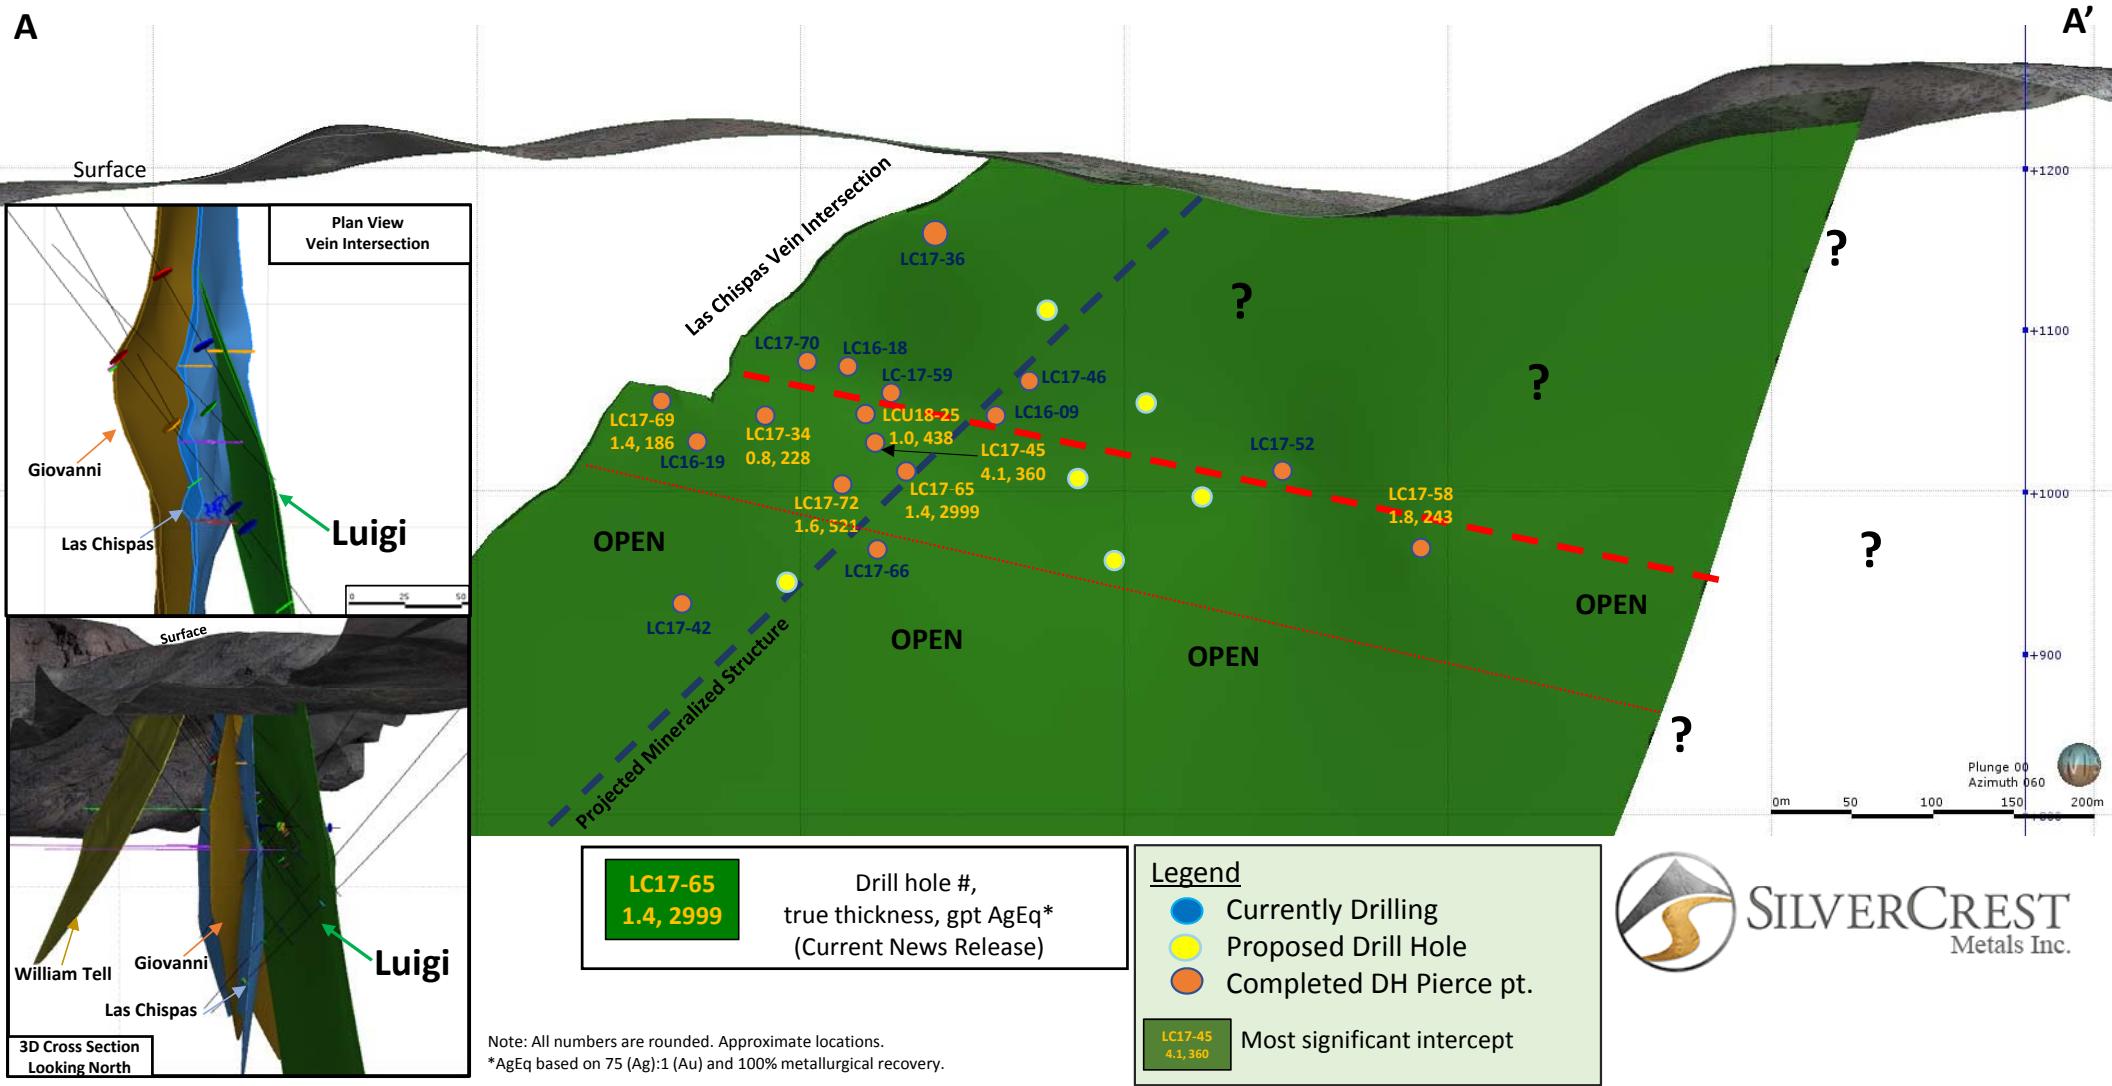 A
A'
Surface
Plan View
Vein Intersection
Giovanni
Las Chispas
Luigi
0
25
50
Surface
William Tell
Giovanni
Las Chispas
Luigi
3D Cross Section
Looking North
Las Chispas Vein Intersection
Projected Mineralized Structure
LC17-36
LC17-70
LC16-18
LC-17-59
LC17-46
LC17-69
1.4, 186
LC16-19
LC17-34
0.8, 228
LCU18-25
1.0, 438
LC16-09
LC17-45
4.1, 360
LC17-52
LC17-72
1.6, 521
LC17-65
1.4, 2999
LC17-58
1.8, 243
LC17-66
LC17-42
OPEN
OPEN
OPEN
OPEN
?
?
?
?
?
+1200
+1100
+1000
+900
+800
Plunge 00
Azimuth 060
0m
50
100
150
200m
LC17-65
1.4, 2999
Drill hole #,
true thickness, gpt AgEq*
(Current News Release)
Legend
Currently Drilling
Proposed Drill Hole
Completed DH Pierce pt.
LC17-45
4.1, 360
Most significant intercept
SILVERCREST
Metals Inc.
Note: All numbers are rounded. Approximate locations.
*AgEq based on 75 (Ag):1 (Au) and 100% metallurgical recovery.